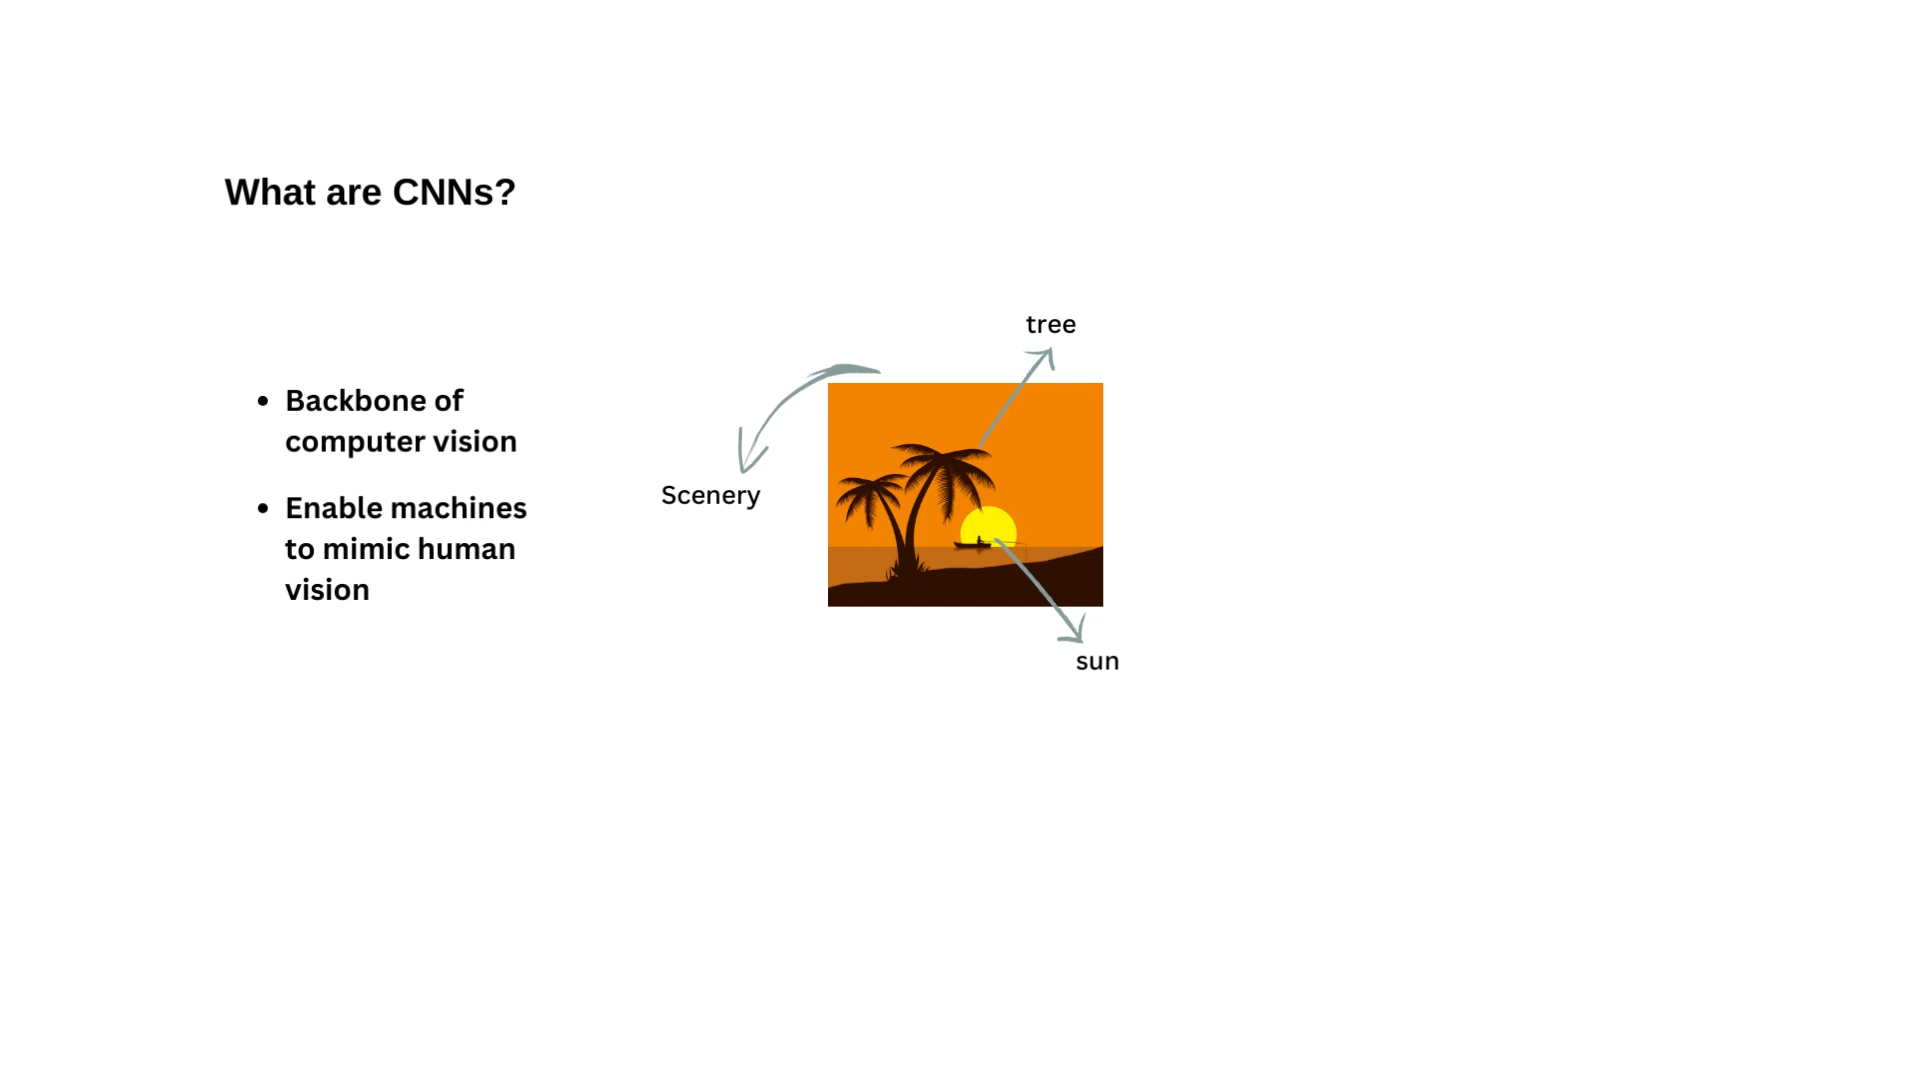 What are CNNs?
• Backbone of
computer vision
• Enable machines
to mimic human
vision
tree
Scenery
sun